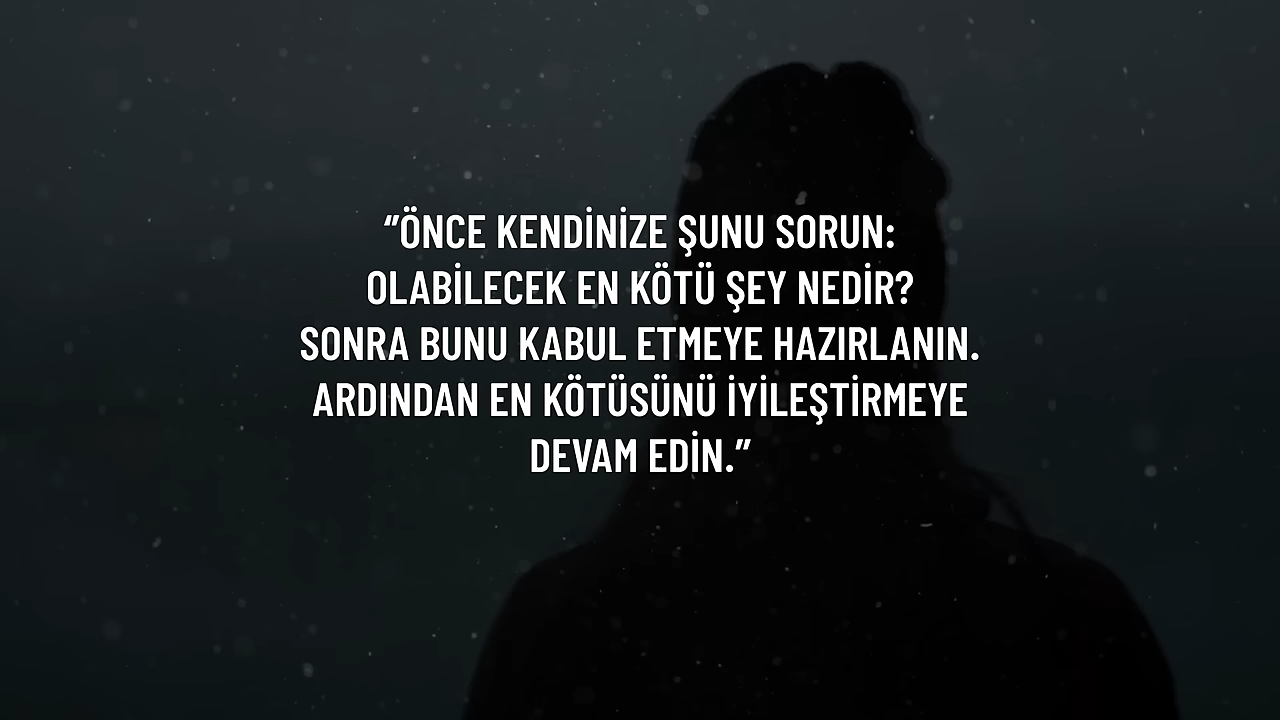 “ÖNCE KENDİNİZE ŞUNU SORUN:
OLABİLECEK EN KÖTÜ ŞEY NEDİR?
SONRA BUNU KABUL ETMEYE HAZIRLANIN.
ARDINDAN EN KÖTÜSÜNÜ İYİLEŞTİRMEYE
DEVAM EDİN.”